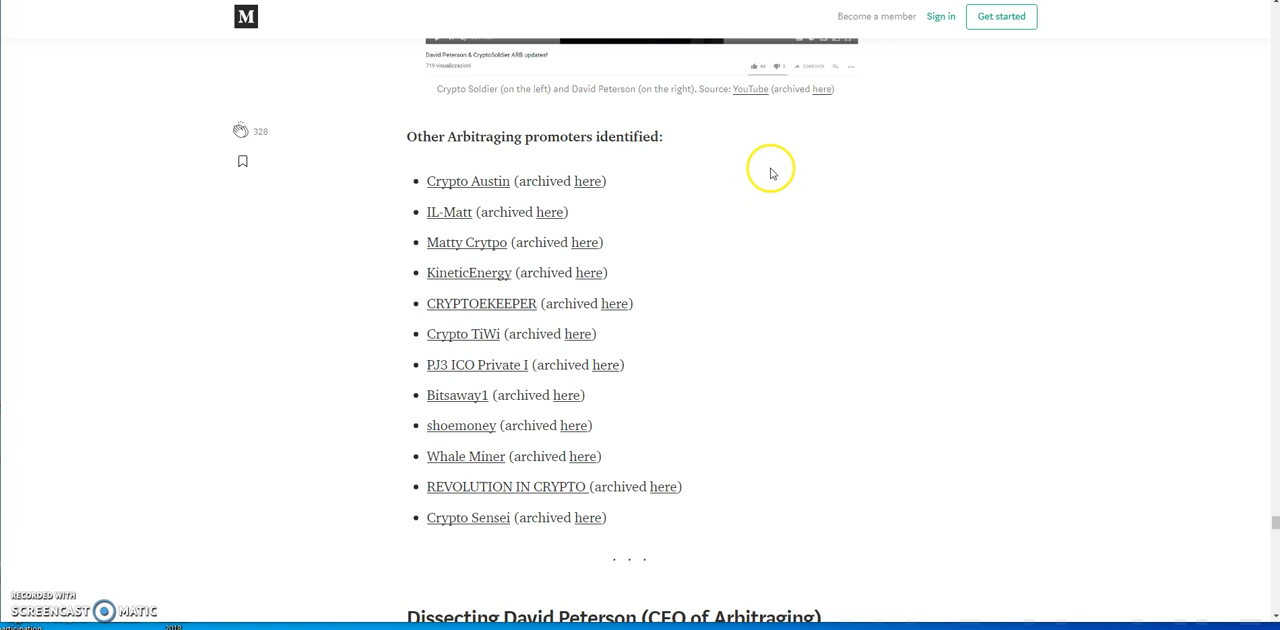 M
Become a member Sign in Get started
David Peterson & CryptoSoldier ARB updates!
719 visualizzazioni
Crypto Soldier (on the left) and David Peterson (on the right). Source: YouTube (archived here)
328
Other Arbitraging promoters identified:
Crypto Austin (archived here)
IL-Matt (archived here)
Matty Crytpo (archived here)
KineticEnergy (archived here)
CRYPTOEKEEPER (archived here)
Crypto TiWi (archived here)
PJ3 ICO Private I (archived here)
Bitsaway1 (archived here)
shoemoney (archived here)
Whale Miner (archived here)
REVOLUTION IN CRYPTO (archived here)
Crypto Sensei (archived here)
. . .
RECORDED WITH
SCREENCAST MATIC
Dissecting David Peterson (CEO of Arbitraging)